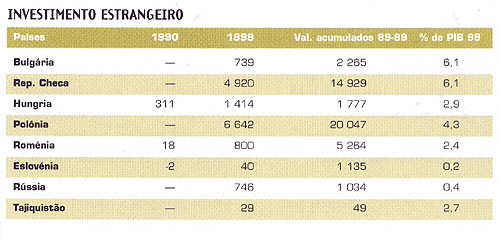 INVESTIMENTO ESTRANGEIRO
Países 1990 1998 Val. acumulados 89-99 % de PIB 99
Bulgária — 739 2 265 6,1
Rep. Checa — 4 920 14 929 6,1
Hungria 311 1 414 1 777 2,9
Polónia — 6 642 20 047 4,3
Roménia 18 800 5 264 2,4
Eslovénia -2 40 1 135 0,2
Rússia — 746 1 034 0,4
Tajiquistão — 29 49 2,7